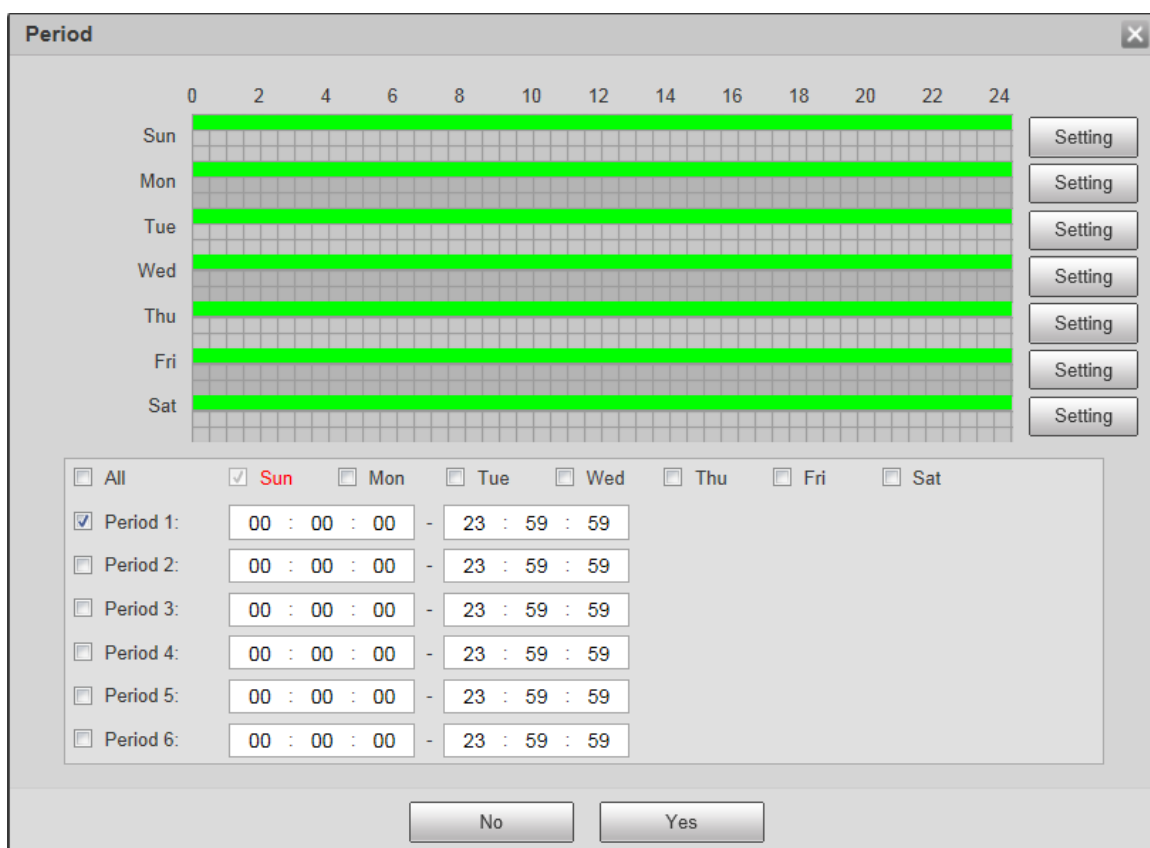 Period
0 2 4 6 8 10 12 14 16 18 20 22 24
Sun Setting
Mon Setting
Tue Setting
Wed Setting
Thu Setting
Fri Setting
Sat Setting
All Sun Mon Tue Wed Thu Fri Sat
Period 1: 00 : 00 : 00 - 23 : 59 : 59
Period 2: 00 : 00 : 00 - 23 : 59 : 59
Period 3: 00 : 00 : 00 - 23 : 59 : 59
Period 4: 00 : 00 : 00 - 23 : 59 : 59
Period 5: 00 : 00 : 00 - 23 : 59 : 59
Period 6: 00 : 00 : 00 - 23 : 59 : 59
No Yes